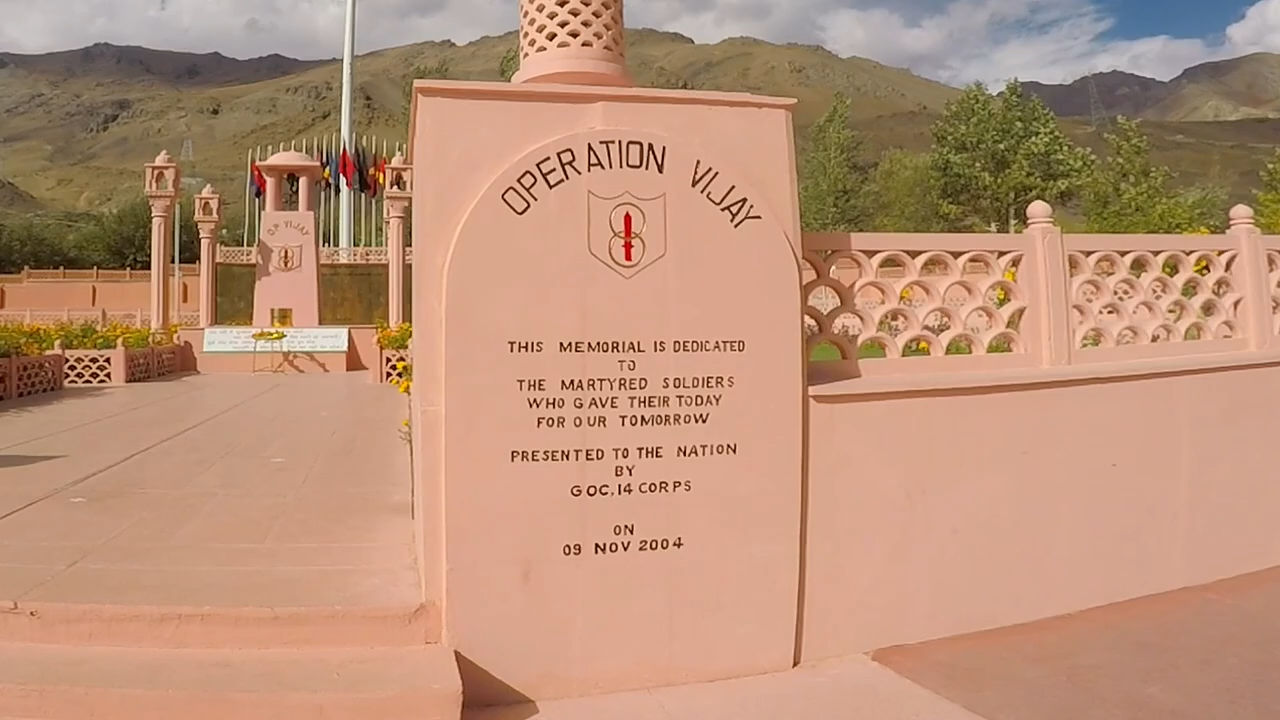 OPERATION VIJAY
THIS MEMORIAL IS DEDICATED
TO
THE MARTYRED SOLDIERS
WHO GAVE THEIR TODAY
FOR OUR TOMORROW
PRESENTED TO THE NATION
BY
GOC, 14 CORPS
ON
09 NOV 2004
OP VIJAY